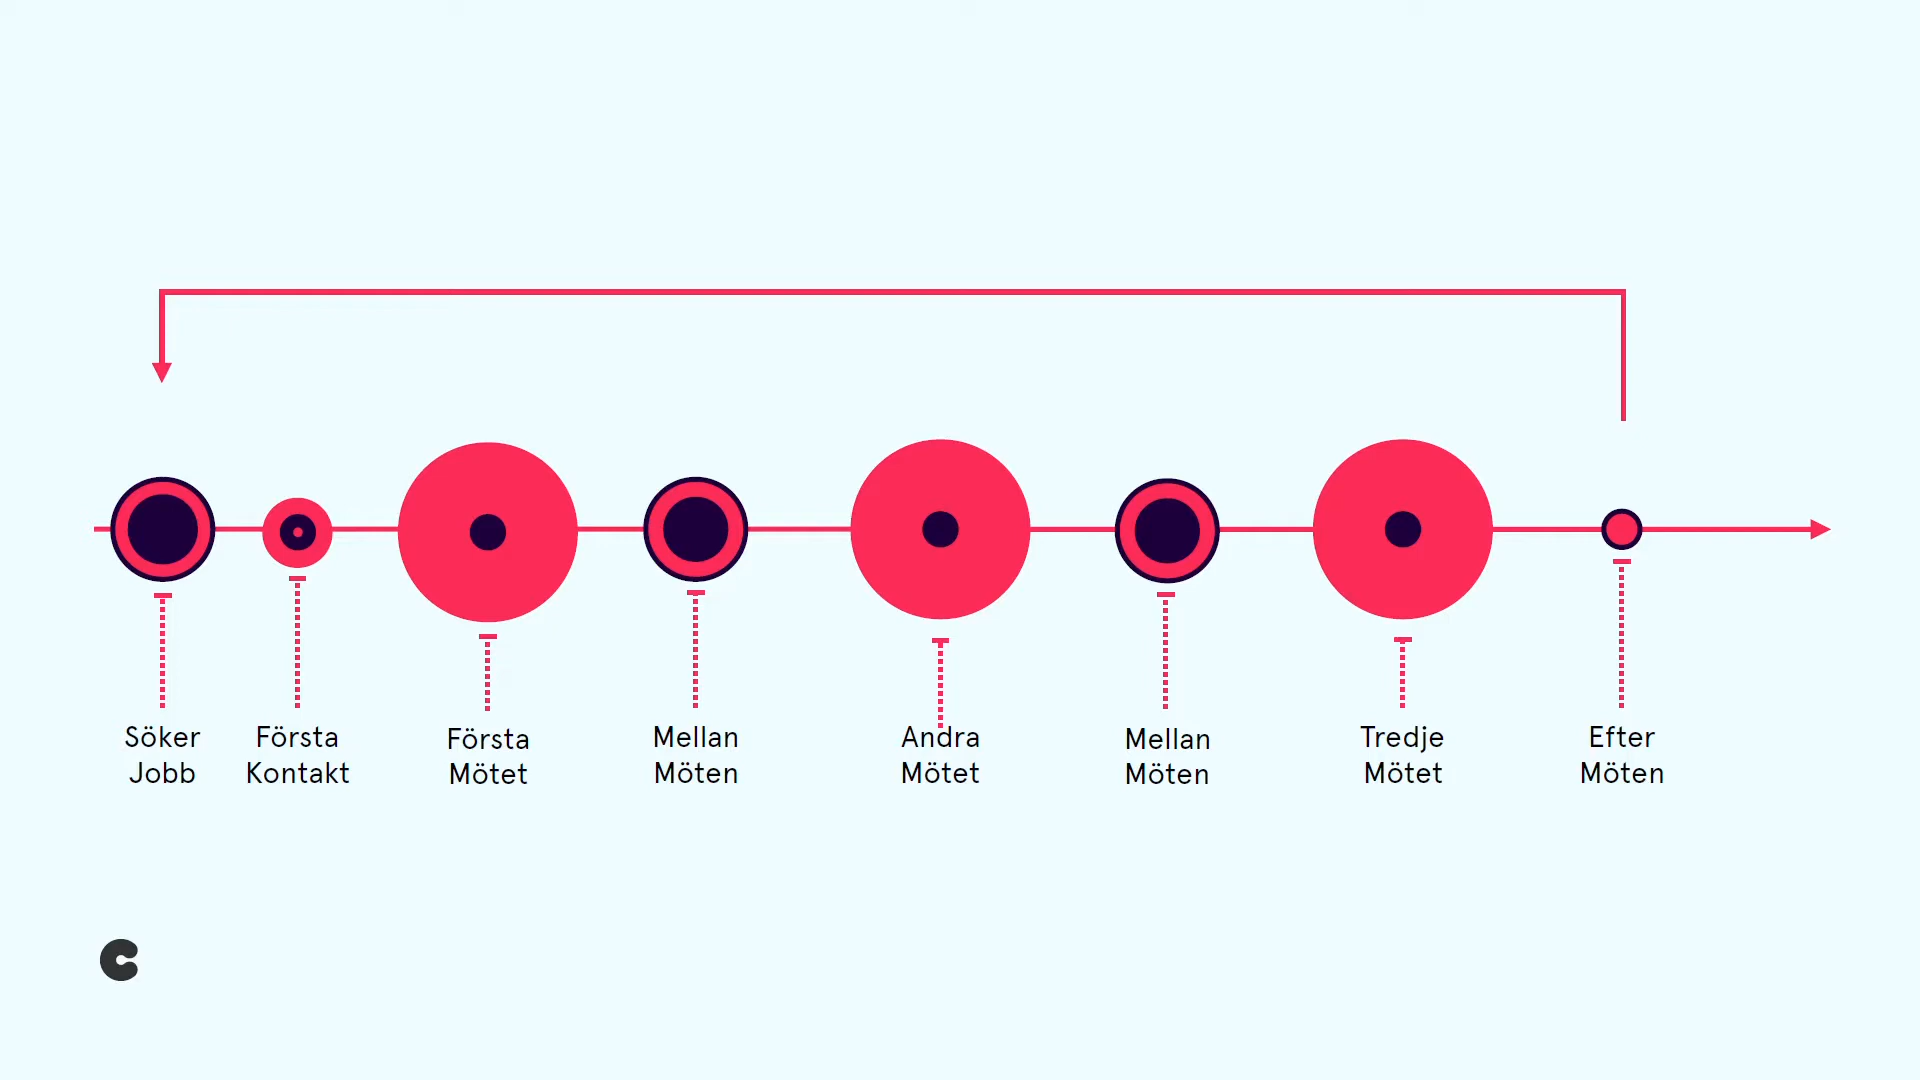 Söker
Jobb
Första
Kontakt
Första
Mötet
Mellan
Möten
Andra
Mötet
Mellan
Möten
Tredje
Mötet
Efter
Möten